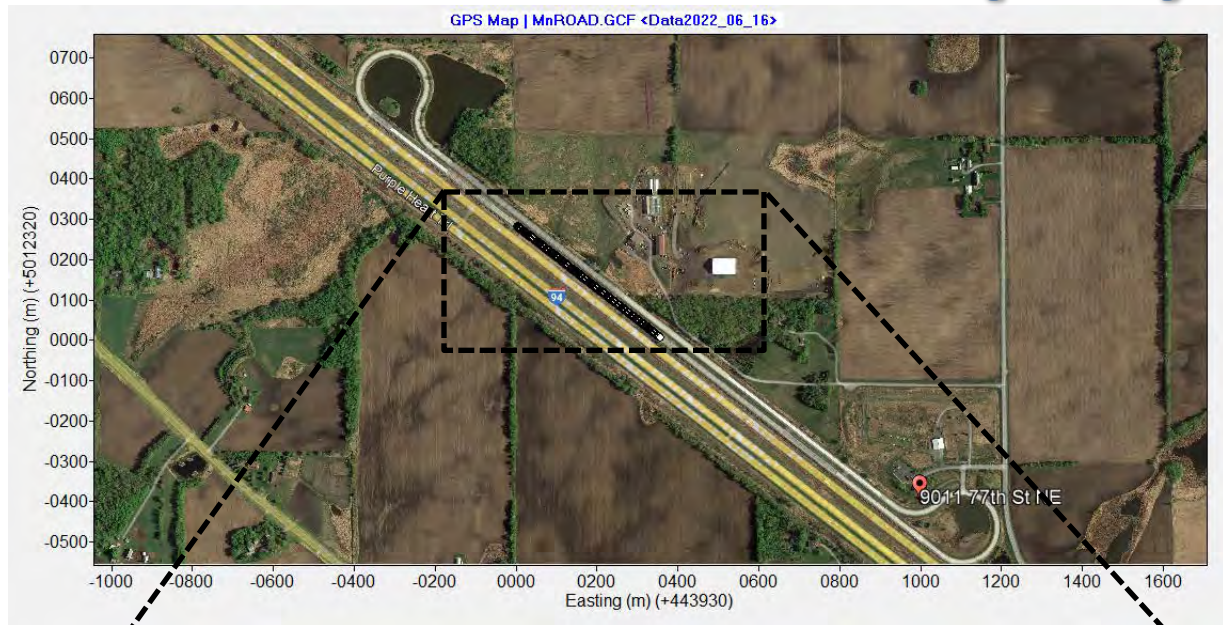 GPS Map | MnROAD.GCF <Data2022_06_16>
Northing (m) (+5012320)
0700
0600
0500
0400
0300
0200
0100
0000
-0100
-0200
-0300
-0400
-0500
94
9011 77th St NE
-1000 -0800 -0600 -0400 -0200 0000 0200 0400 0600 0800 1000 1200 1400 1600
Easting (m) (+443930)